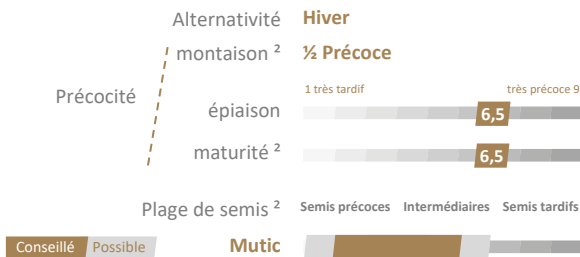 Alternativité Hiver
montaison ² ½ Précoce
Précocité
1 très tardif très précoce 9
épiaison 6,5
maturité ² 6,5
Plage de semis ² Semis précoces Intermédiaires Semis tardifs
Conseillé Possible Mutic